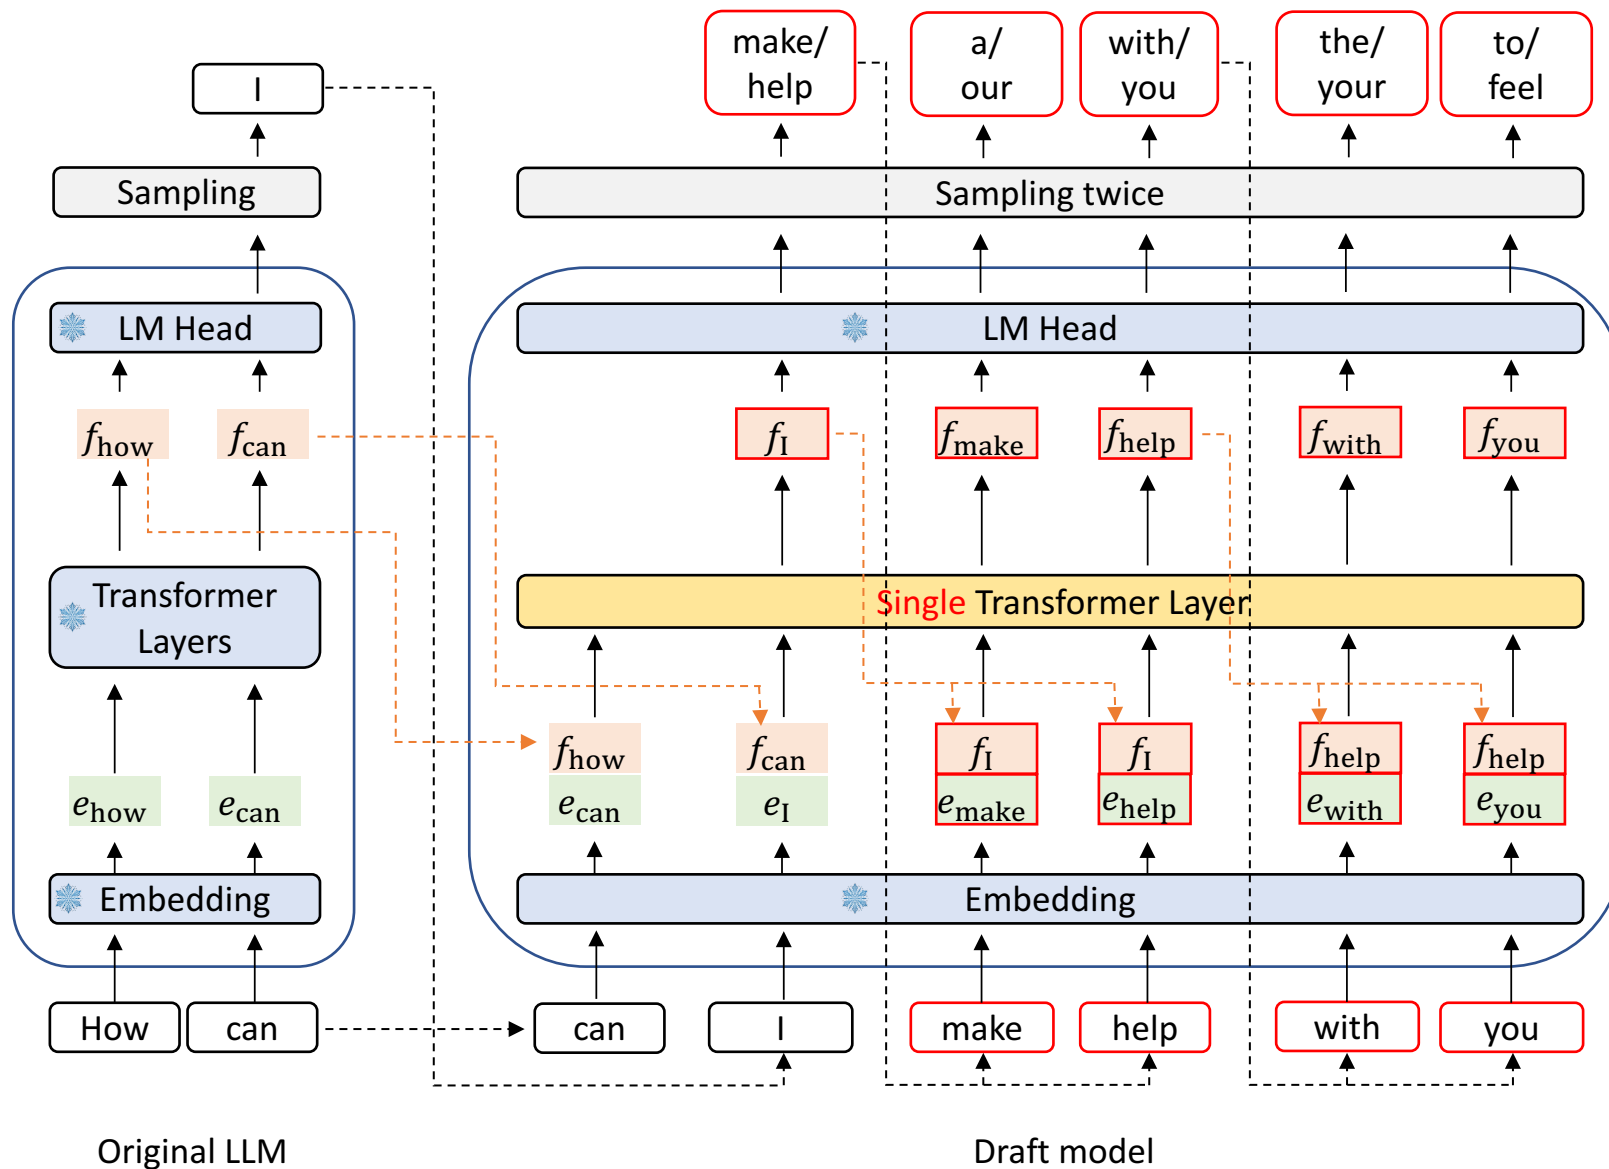 I
make/
help
a/
our
with/
you
the/
your
to/
feel
Sampling
Sampling twice
LM Head
LM Head
f_how
f_can
f_I
f_make
f_help
f_with
f_you
Transformer
Layers
Single Transformer Layer
f_how
f_can
f_I
f_I
f_help
f_help
e_how
e_can
e_can
e_I
e_make
e_help
e_with
e_you
Embedding
Embedding
How
can
can
I
make
help
with
you
Original LLM
Draft model